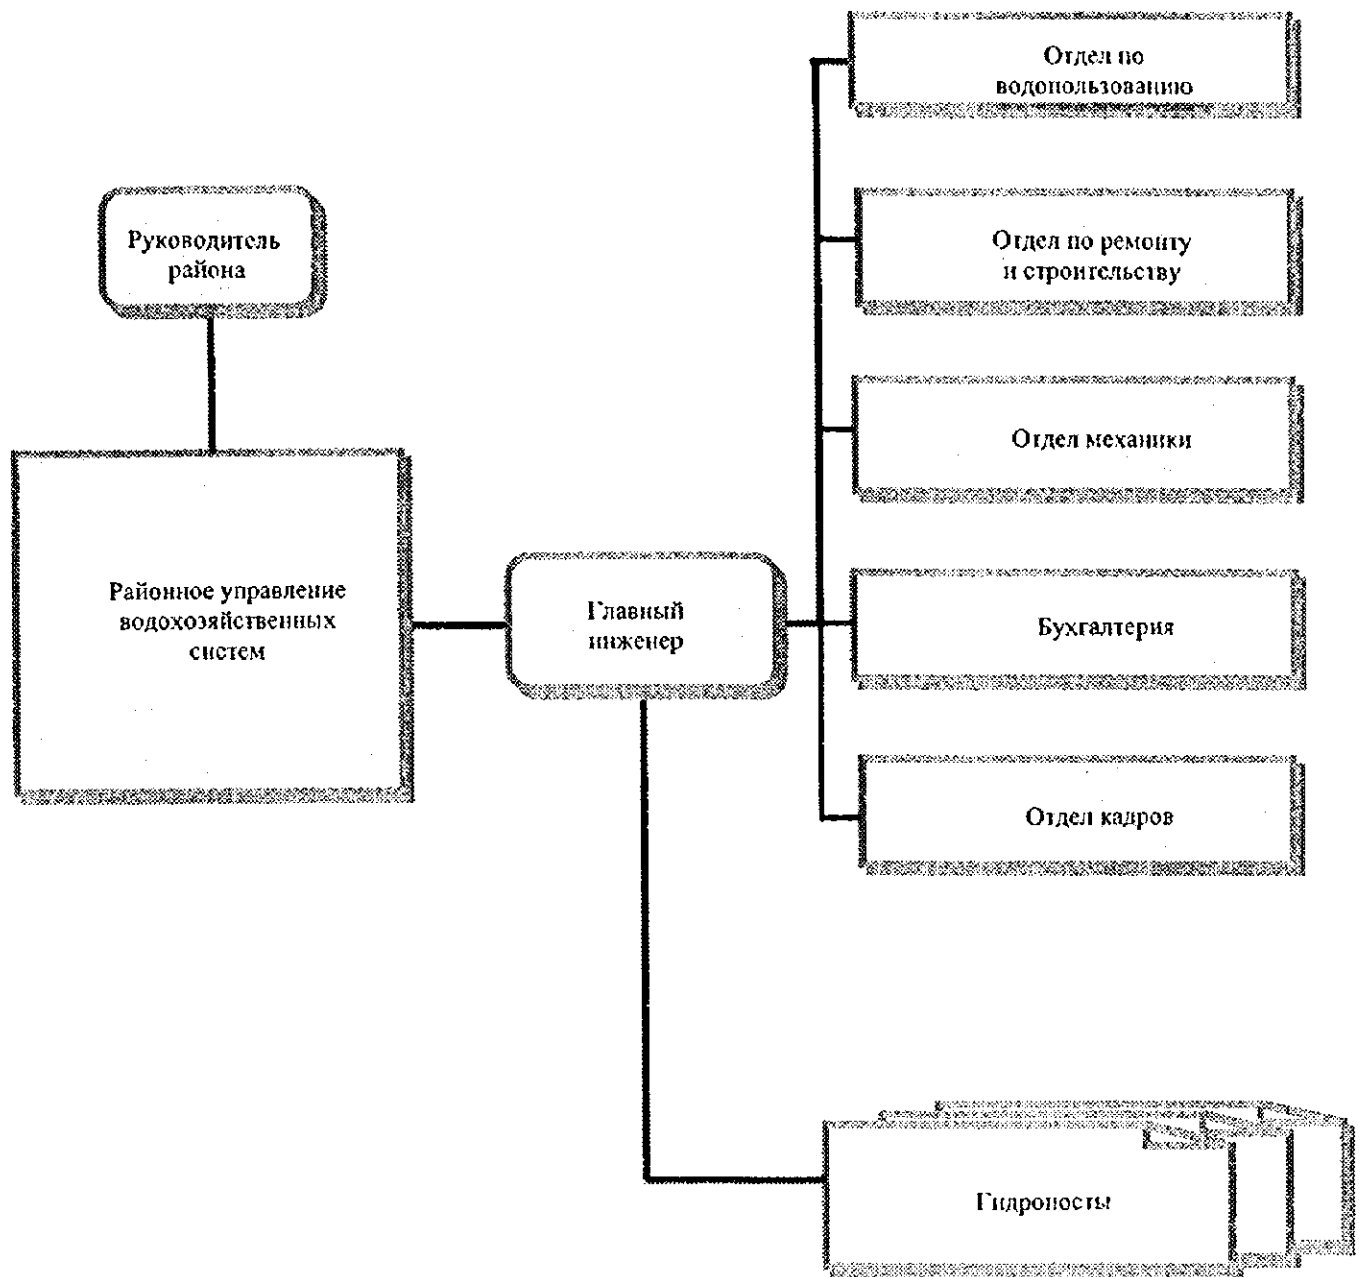 Отдел по
водопользованию
Руководитель
района
Отдел по ремонту
и строительству
Отдел механики
Районное управление
водохозяйственных
систем
Главный
инженер
Бухгалтерия
Отдел кадров
Гидропосты